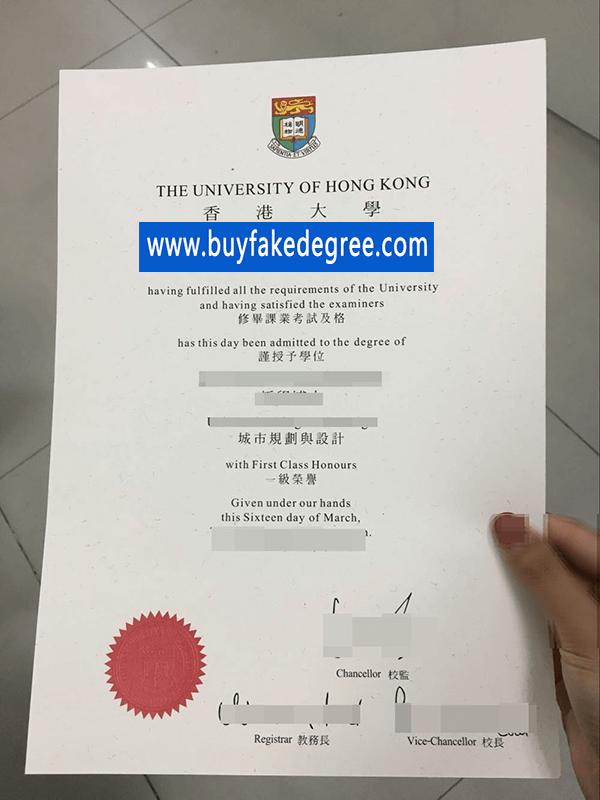 明德
格物
SAPIENTIA ET VIRTUS
THE UNIVERSITY OF HONG KONG
香港大學
www.buyfakedegree.com
having fulfilled all the requirements of the University
and having satisfied the examiners
修畢課業考試及格
has this day been admitted to the degree of
謹授予學位
城市規劃與設計
with First Class Honours
一級榮譽
Given under our hands
this Sixteen day of March,
Chancellor 校監
Registrar 教務長
Vice-Chancellor 校長